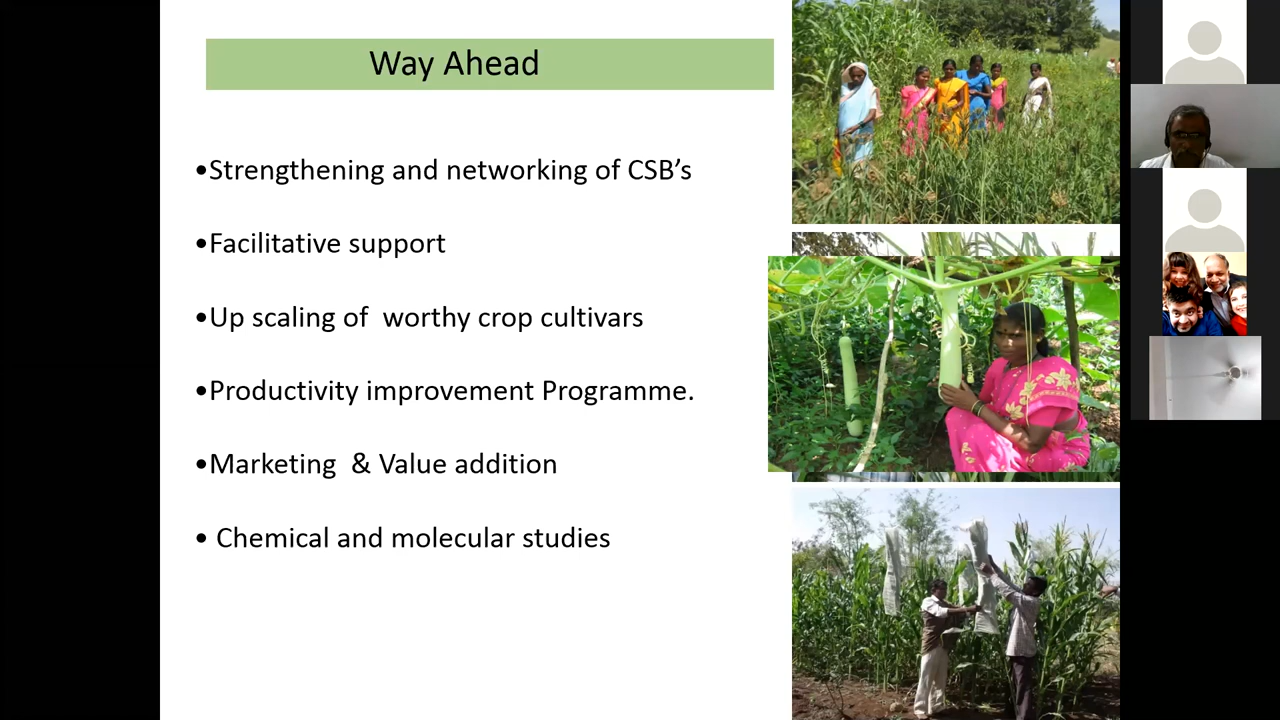 Way Ahead
•Strengthening and networking of CSB’s
•Facilitative support
•Up scaling of  worthy crop cultivars
•Productivity improvement Programme.
•Marketing  & Value addition
• Chemical and molecular studies